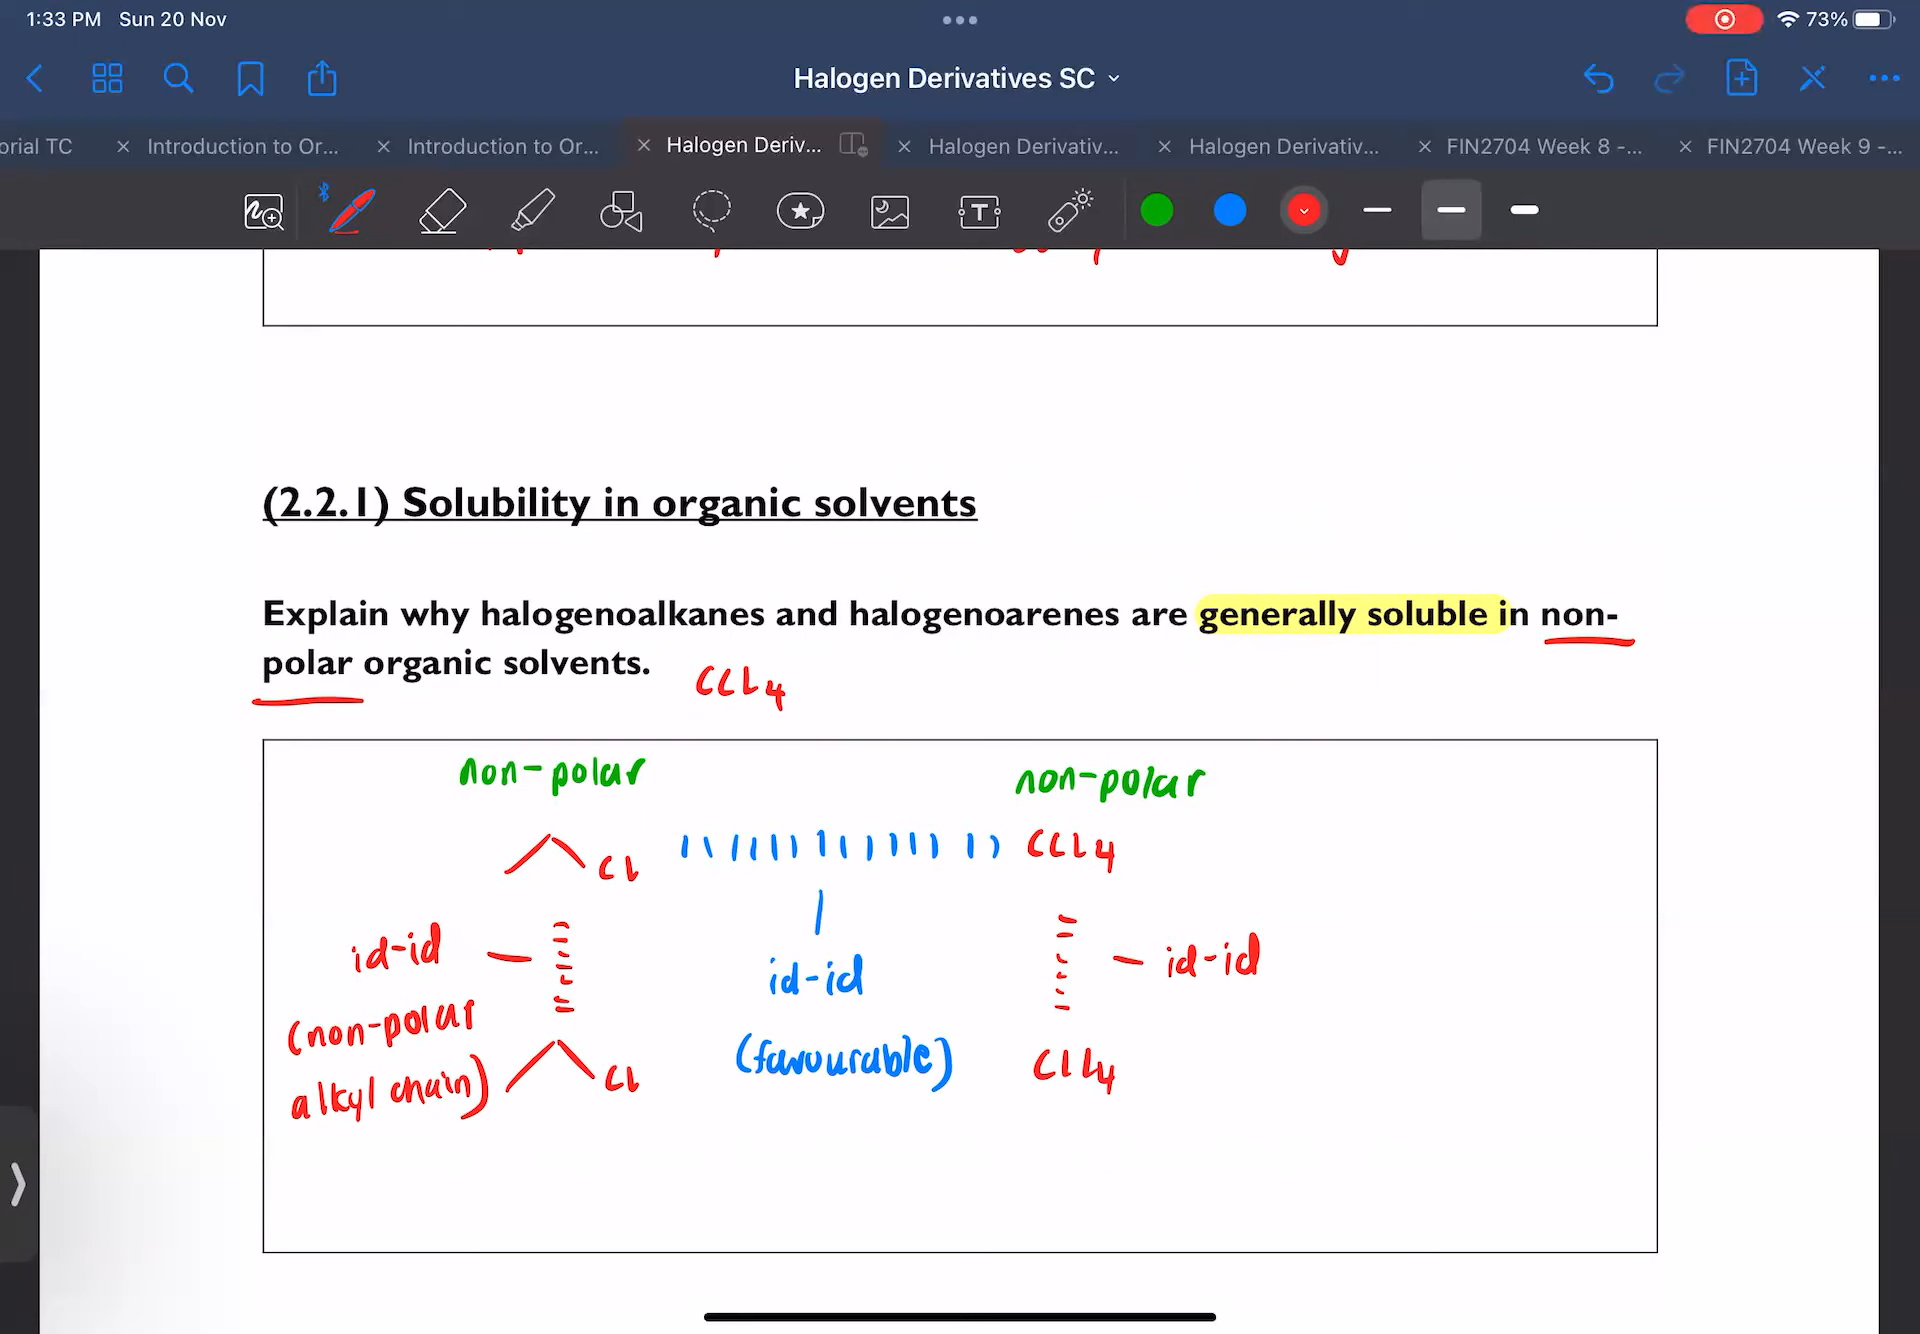 1:33 PM Sun 20 Nov
73%
Halogen Derivatives SC
orial TC
Introduction to Or...
Introduction to Or...
Halogen Deriv...
Halogen Derivativ...
Halogen Derivativ...
FIN2704 Week 8 -...
FIN2704 Week 9 -...
T
(2.2.1) Solubility in organic solvents
Explain why halogenoalkanes and halogenoarenes are generally soluble in non-
polar organic solvents.
CCl4
non-polar
non-polar
Cl
CCl4
id-id
id-id
id-id
(non-polar
alkyl chain)
(favourable)
Cl
CCl4